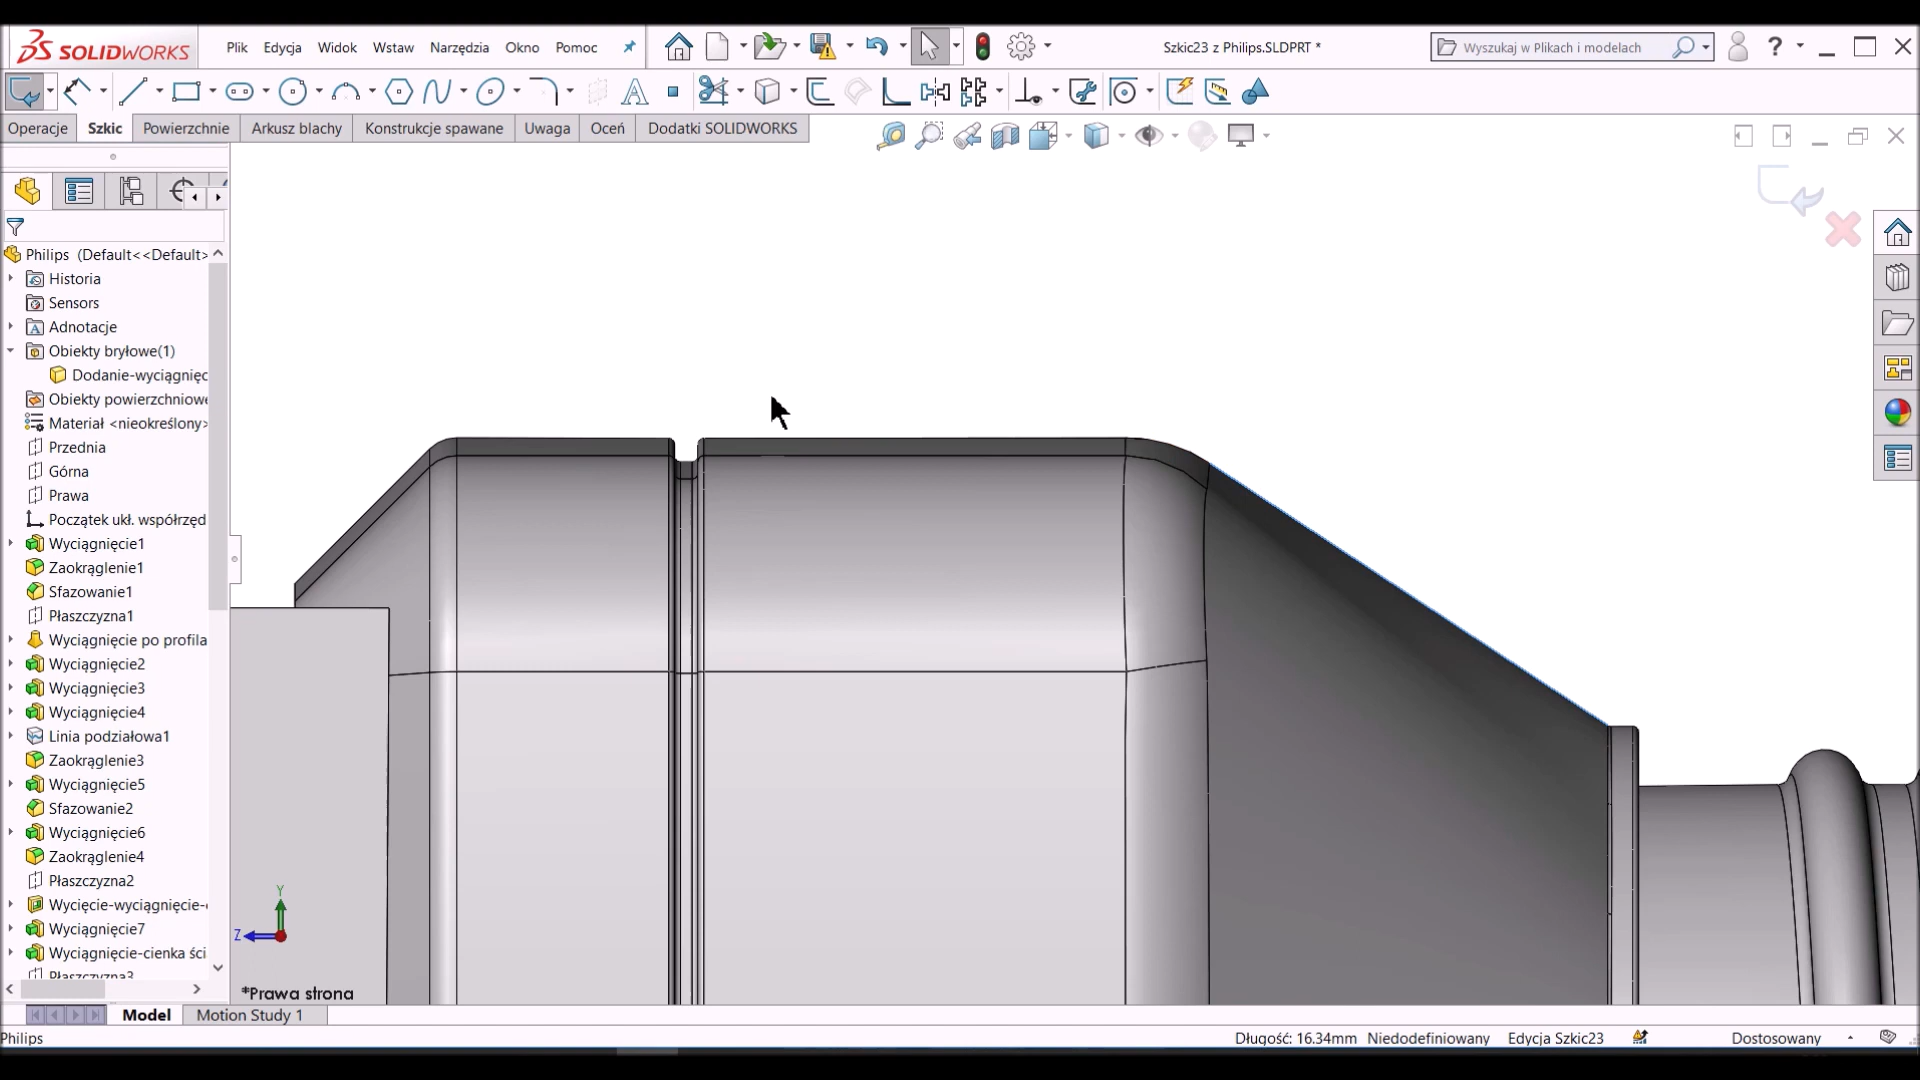 SOLIDWORKS
Plik Edycja Widok Wstaw Narzędzia Okno Pomoc
Szkic23 z Philips.SLDPRT *
Wyszukaj w Plikach i modelach
Operacje Szkic Powierzchnie Arkusz blachy Konstrukcje spawane Uwaga Oceń Dodatki SOLIDWORKS
Philips (Default<<Default>
Historia
Sensors
Adnotacje
Obiekty bryłowe(1)
Dodanie-wyciągnięc
Obiekty powierzchniowe
Materiał <nieokreślony>
Przednia
Górna
Prawa
Początek ukł. współrzęd
Wyciągnięcie1
Zaokrąglenie1
Sfazowanie1
Płaszczyzna1
Wyciągnięcie po profila
Wyciągnięcie2
Wyciągnięcie3
Wyciągnięcie4
Linia podziałowa1
Zaokrąglenie3
Wyciągnięcie5
Sfazowanie2
Wyciągnięcie6
Zaokrąglenie4
Płaszczyzna2
Wycięcie-wyciągnięcie-
Wyciągnięcie7
Wyciągnięcie-cienka ści
Płaszczyzna3
Y
Z
*Prawa strona
Model Motion Study 1
Philips
Długość: 16.34mm Niedodefiniowany Edycja Szkic23 Dostosowany